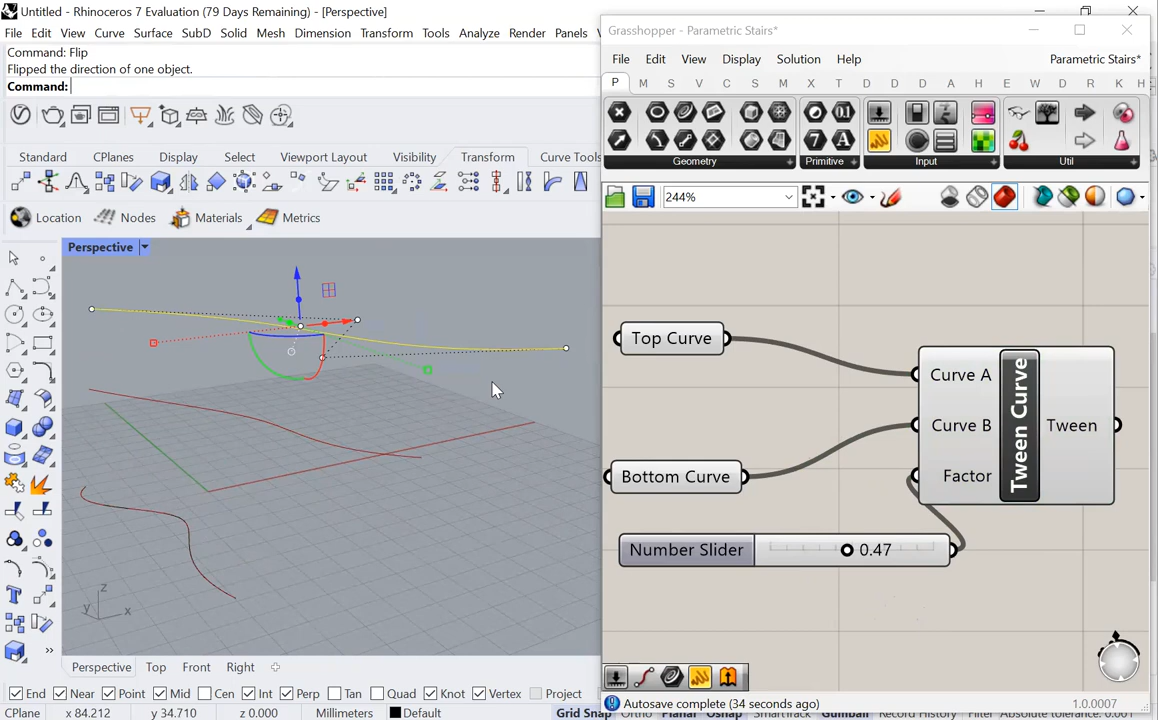 Untitled - Rhinoceros 7 Evaluation (79 Days Remaining) - [Perspective]
File Edit View Curve Surface SubD Solid Mesh Dimension Transform Tools Analyze Render Panels
Command: Flip
Flipped the direction of one object.
Command:
Standard CPlanes Display Select Viewport Layout Visibility Transform Curve Tools
Location Nodes Materials Metrics
Perspective
z
y
x
Perspective Top Front Right
End Near Point Mid Cen Int Perp Tan Quad Knot Vertex Project
CPlane x 84.212 y 34.710 z 0.000 Millimeters Default Grid Snap Ortho Planar Osnap SmartTrack Gumball Record History Filter Absolute tolerance: 0.001
Grasshopper - Parametric Stairs*
File Edit View Display Solution Help Parametric Stairs*
P M S V C S M X M T D D D A H E W D R K H
Geometry Primitive Input Util
244%
Top Curve
Bottom Curve
Number Slider 0.47
Curve A
Curve B
Factor
Tween Curve
Tween
Autosave complete (34 seconds ago) 1.0.0007